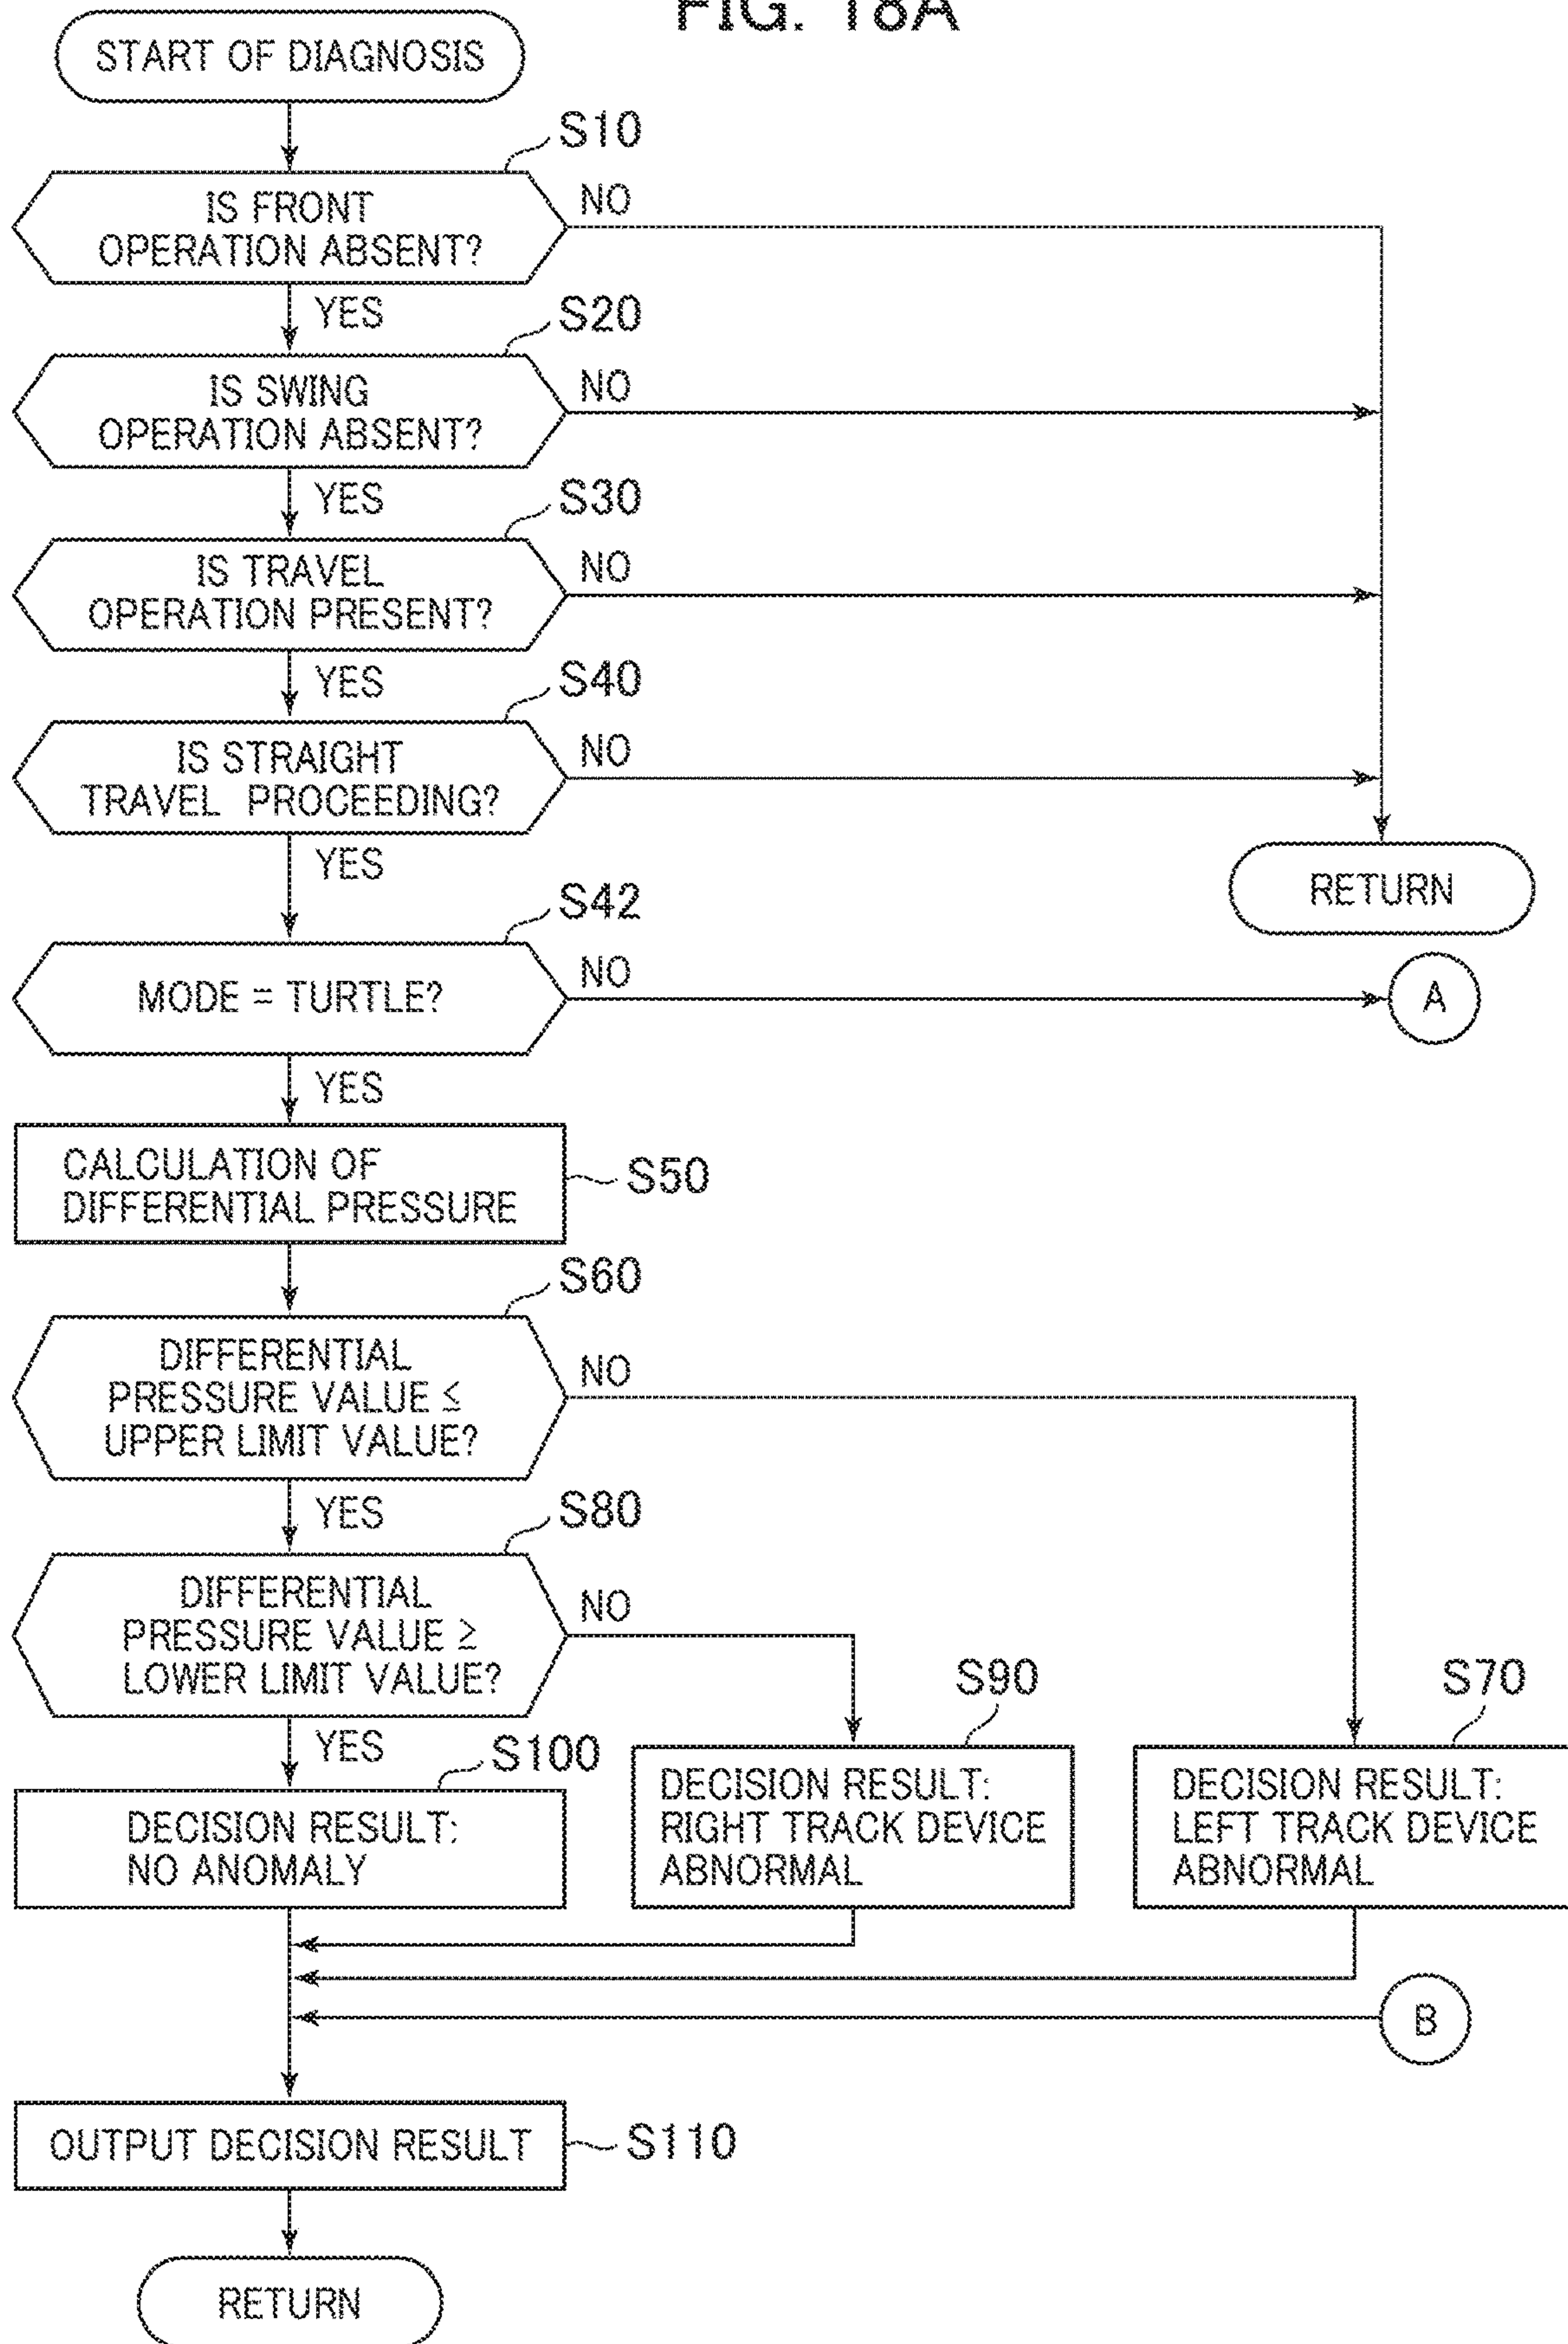 FIG. 18A
START OF DIAGNOSIS
S10
IS FRONT
OPERATION ABSENT?
NO
YES
S20
IS SWING
OPERATION ABSENT?
NO
YES
S30
IS TRAVEL
OPERATION PRESENT?
NO
YES
S40
IS STRAIGHT
TRAVEL PROCEEDING?
NO
YES
RETURN
S42
MODE = TURTLE?
NO
A
YES
CALCULATION OF
DIFFERENTIAL PRESSURE
S50
S60
DIFFERENTIAL
PRESSURE VALUE ≤
UPPER LIMIT VALUE?
NO
YES
S80
DIFFERENTIAL
PRESSURE VALUE ≥
LOWER LIMIT VALUE?
NO
YES
S100
DECISION RESULT:
NO ANOMALY
S90
DECISION RESULT:
RIGHT TRACK DEVICE
ABNORMAL
S70
DECISION RESULT:
LEFT TRACK DEVICE
ABNORMAL
B
OUTPUT DECISION RESULT
S110
RETURN